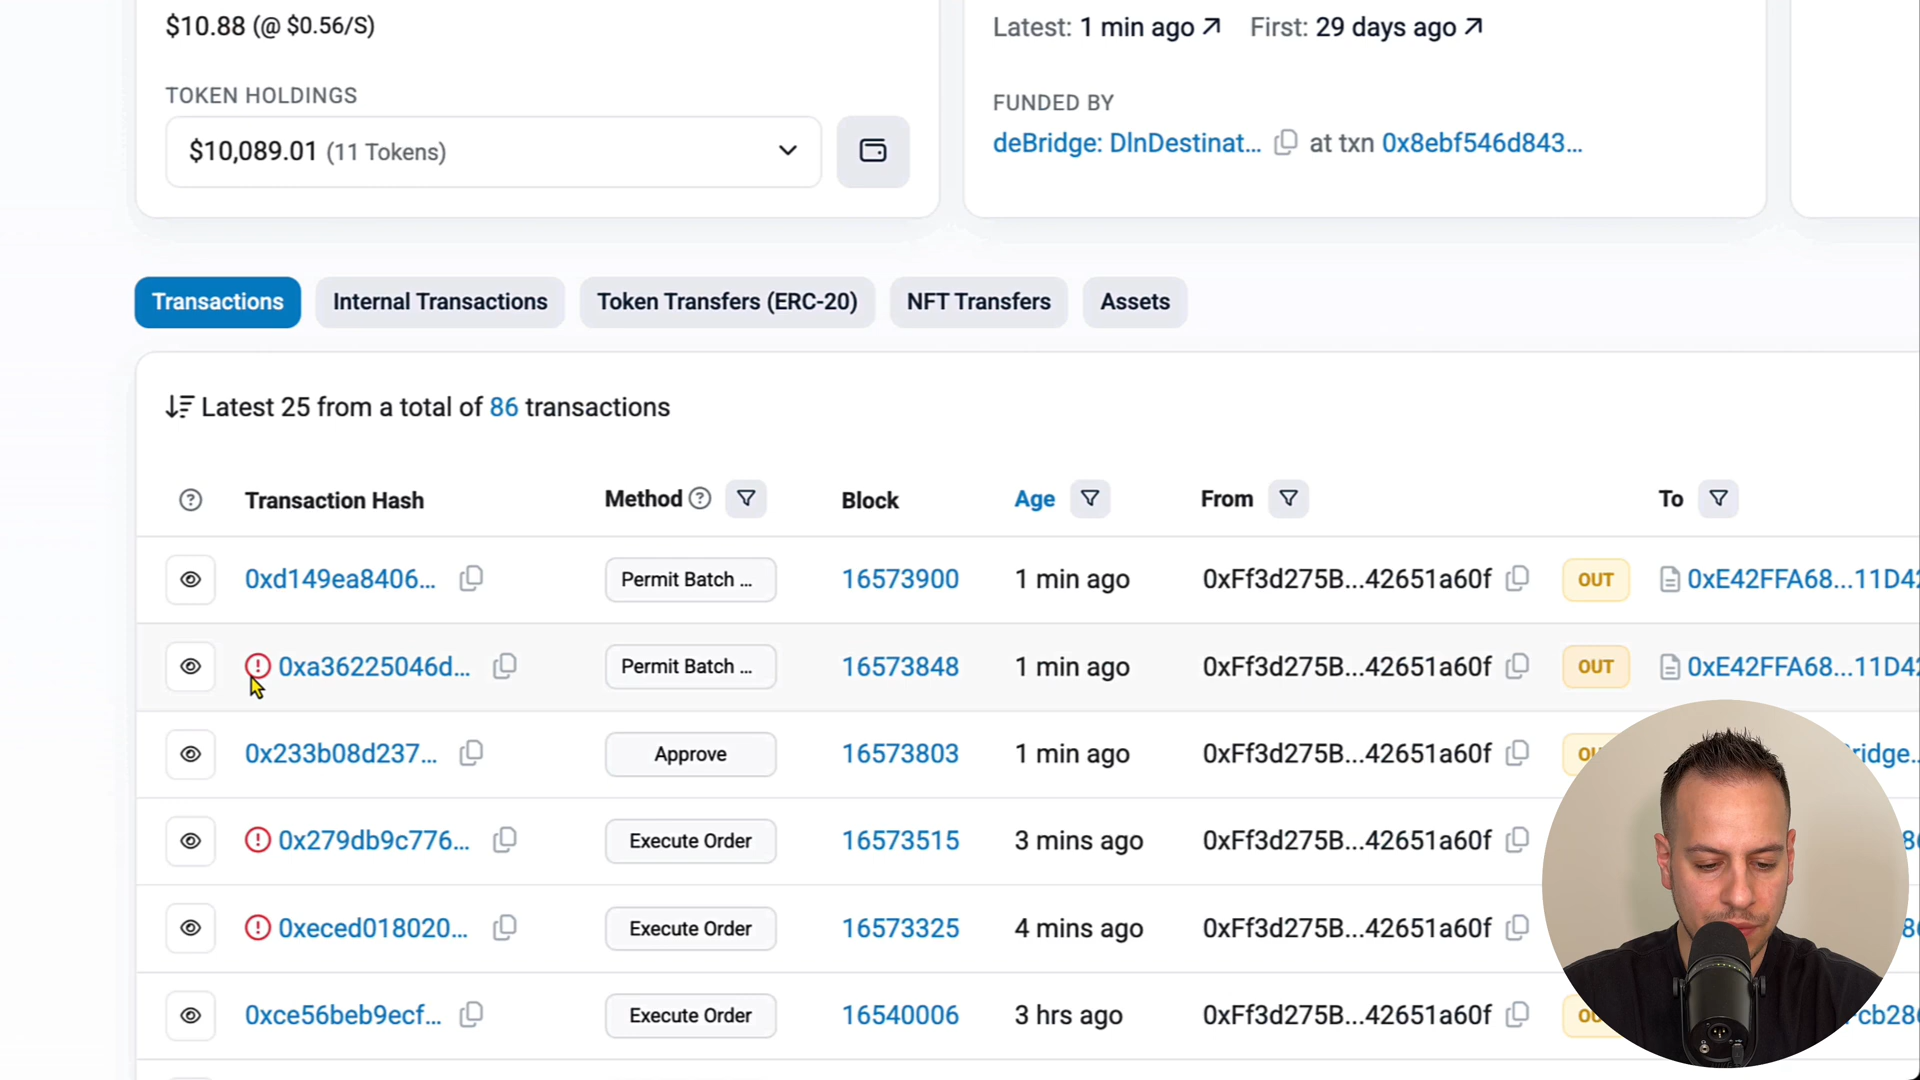 $10.88 (@ $0.56/S)
Latest: 1 min ago First: 29 days ago
TOKEN HOLDINGS
$10,089.01 (11 Tokens)
FUNDED BY
deBridge: DlnDestinat... at txn 0x8ebf546d843...
Transactions Internal Transactions Token Transfers (ERC-20) NFT Transfers Assets
Latest 25 from a total of 86 transactions
Transaction Hash Method Block Age From To
0xd149ea8406... Permit Batch ... 16573900 1 min ago 0xFf3d275B...42651a60f OUT 0xE42FFA68...11D42
0xa36225046d... Permit Batch ... 16573848 1 min ago 0xFf3d275B...42651a60f OUT 0xE42FFA68...11D42
0x233b08d237... Approve 16573803 1 min ago 0xFf3d275B...42651a60f ridge...
0x279db9c776... Execute Order 16573515 3 mins ago 0xFf3d275B...42651a60f
0xeced018020... Execute Order 16573325 4 mins ago 0xFf3d275B...42651a60f
0xce56beb9ecf... Execute Order 16540006 3 hrs ago 0xFf3d275B...42651a60f